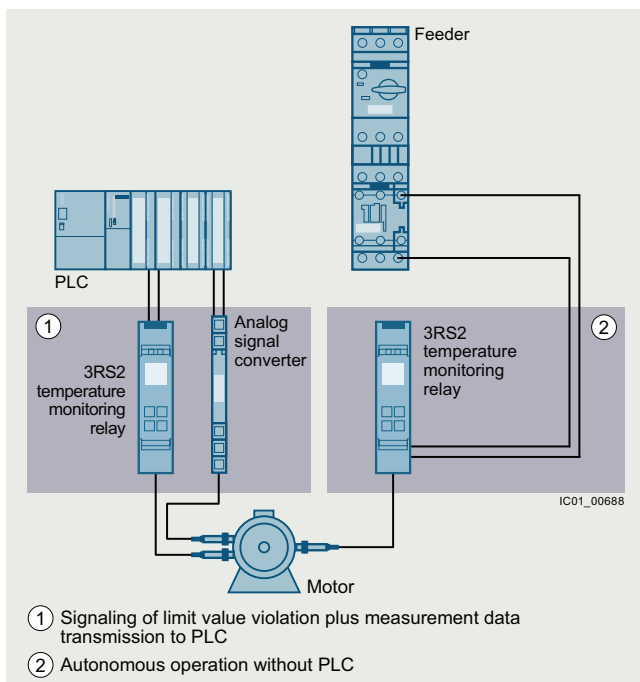 Feeder
PLC
1
Analog
signal
converter
3RS2
temperature
monitoring
relay
3RS2
temperature
monitoring
relay
2
IC01_00688
Motor
1 Signaling of limit value violation plus measurement data
transmission to PLC
2 Autonomous operation without PLC